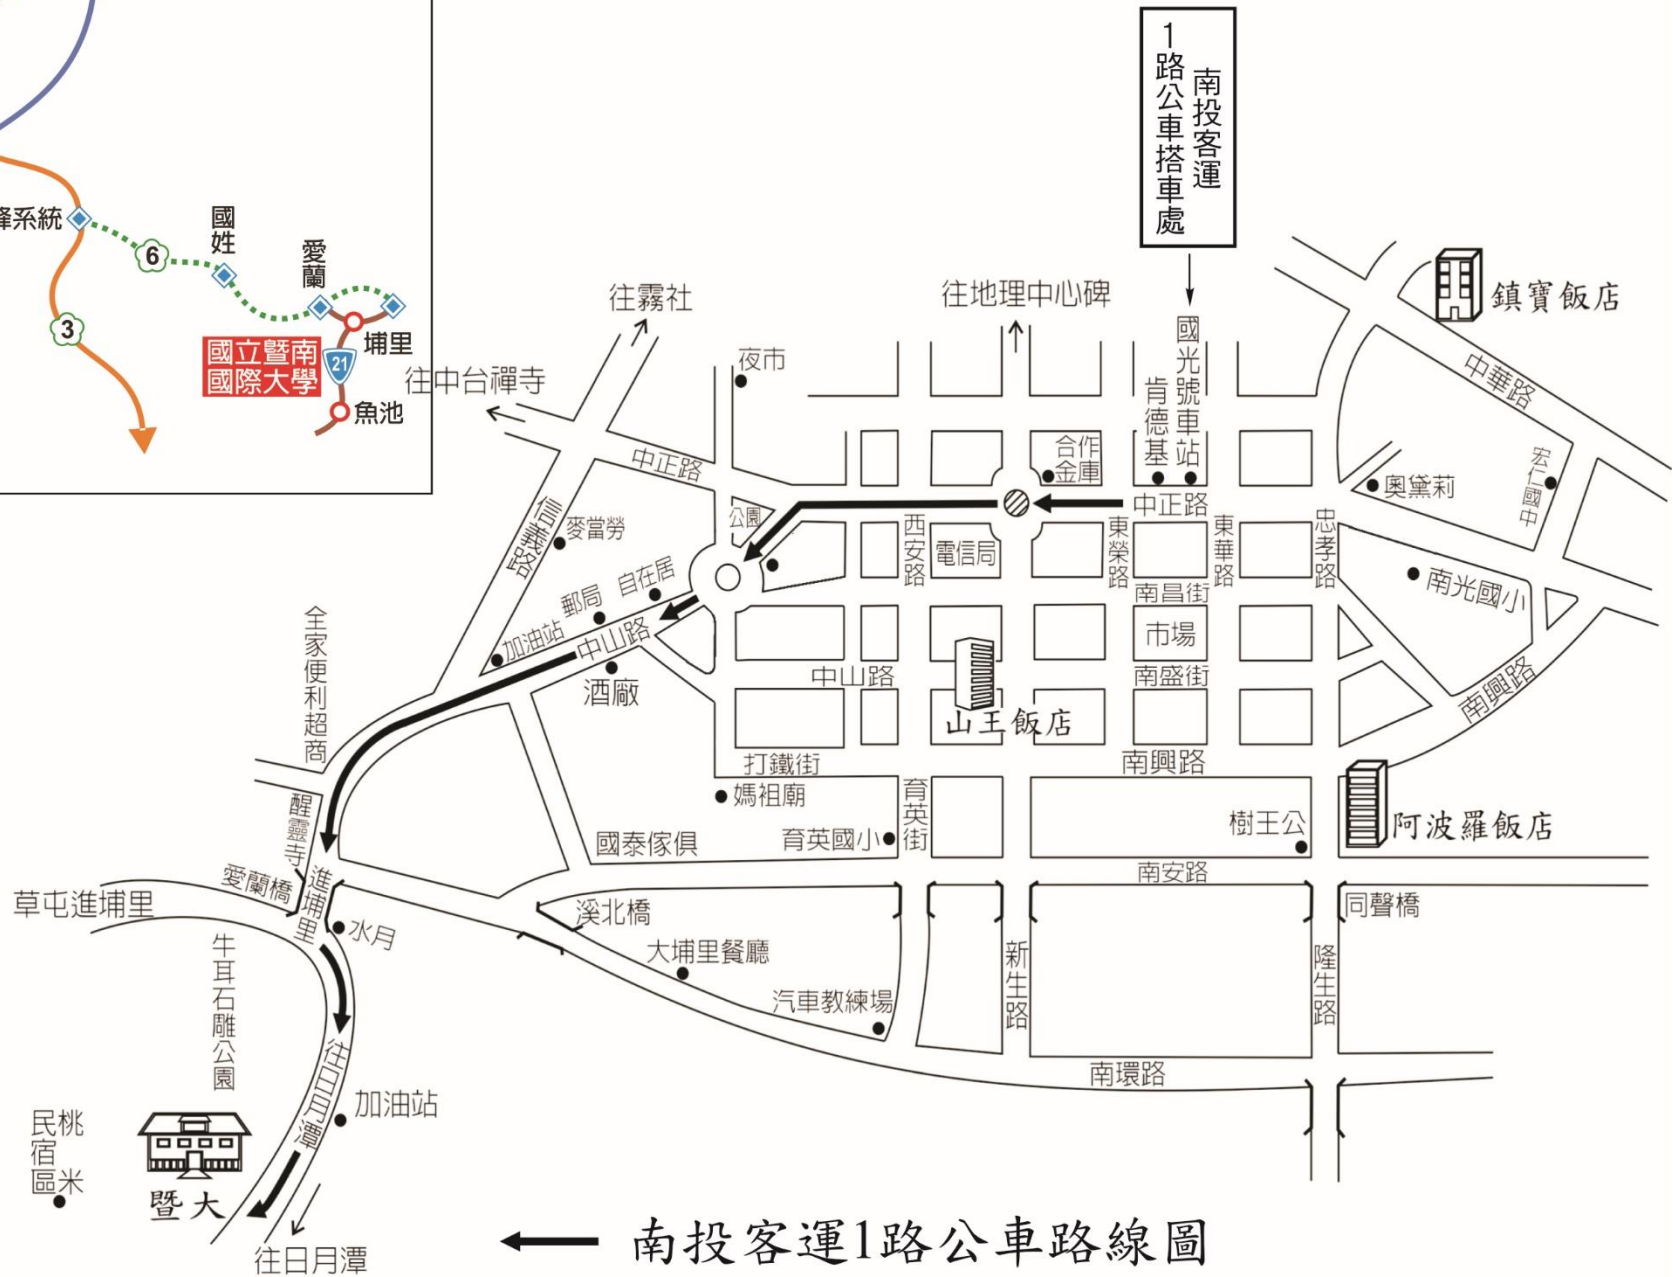 南投客運
1路公車搭車處
系統
6
國姓
愛蘭
3
國立暨南
國際大學
21
埔里
魚池
往霧社
往地理中心碑
往中台禪寺
夜市
國光號車站
肯德基
鎮寶飯店
中華路
中正路
合作
金庫
宏仁國中
奧黛莉
信義路
麥當勞
公園
西安路
電信局
東榮路
中正路
東華路
忠孝路
南光國小
自在居
郵局
加油站
中山路
南昌街
市場
全家便利超商
酒廠
中山路
南盛街
南興路
山王飯店
打鐵街
南興路
媽祖廟
醒靈寺
國泰傢俱
育英國小
育英街
樹王公
阿波羅飯店
愛蘭橋
進埔里
南安路
草屯進埔里
溪北橋
同聲橋
水月
牛耳石雕公園
大埔里餐廳
新生路
隆生路
汽車教練場
往日月潭
南環路
加油站
桃米
民宿區
暨大
往日月潭
南投客運1路公車路線圖